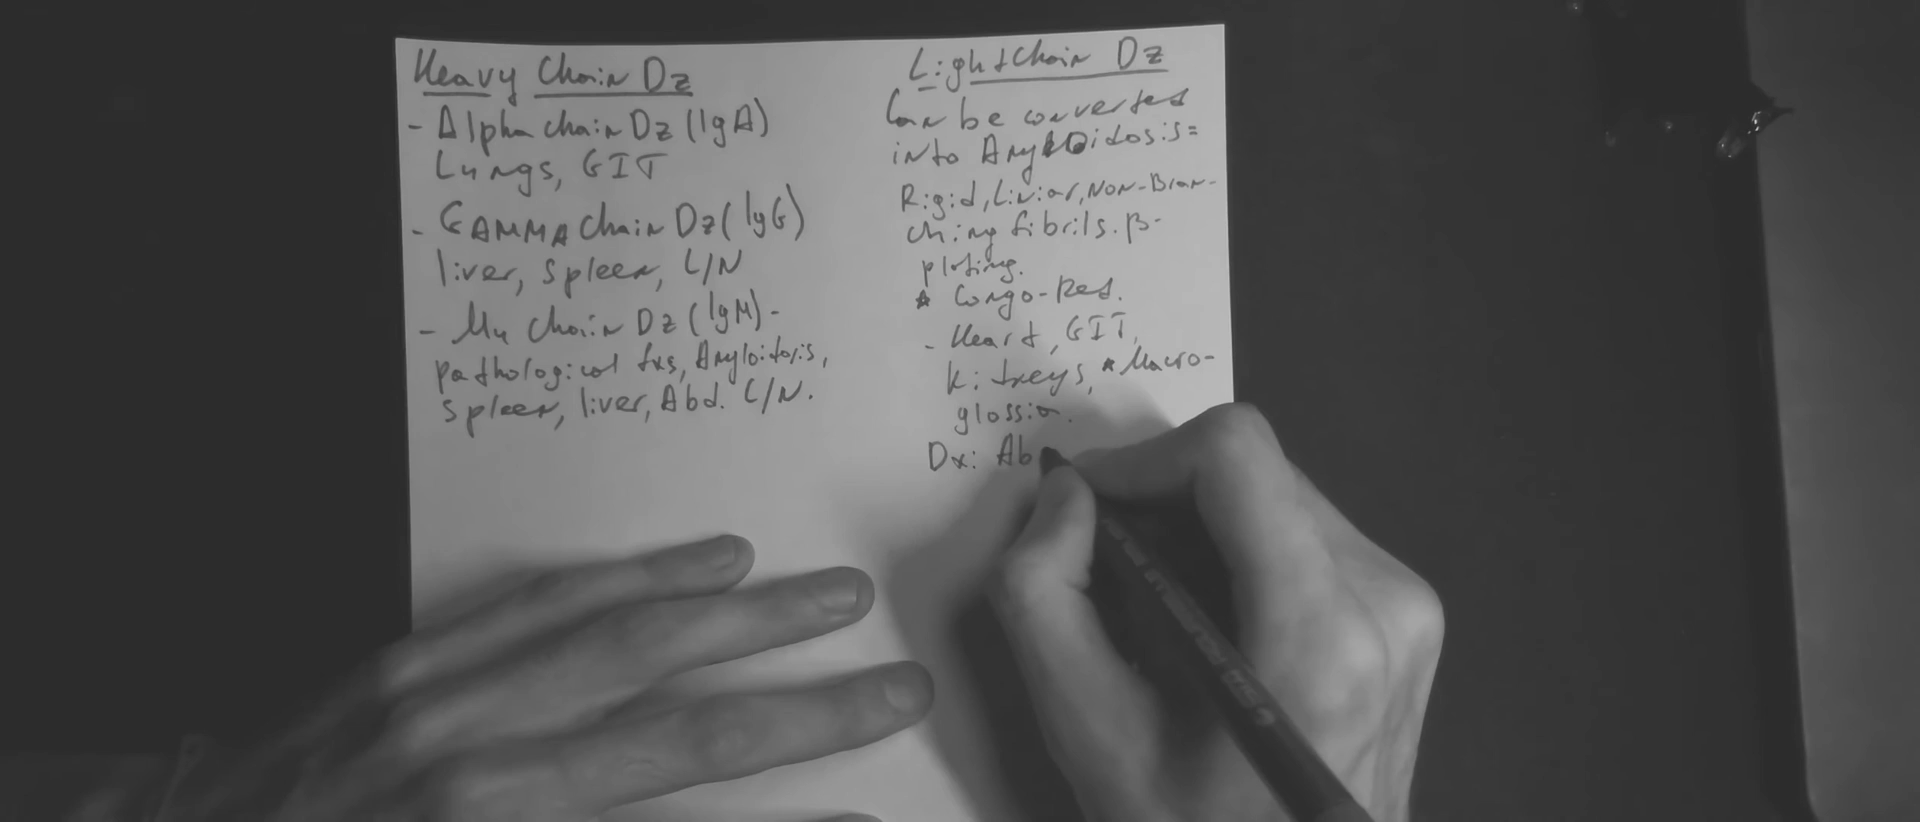 Heavy Chain Dz
- Alpha chain Dz (IgA)
Lungs, GIT
- GAMMA Chain Dz (IgG)
liver, spleen, L/N
- Mu Chain Dz (IgM) -
pathological fxs, Amyloidosis,
spleen, liver, Abd. L/N.
Light Chain Dz
Can be converted
into Amyloidosis=
Rigid, Liniar, Non-Bran-
ching fibrils. β-
* Congo-Red.
- Heart, GIT,
Kidneys, * Macro-
glossia.
Dx: Ab